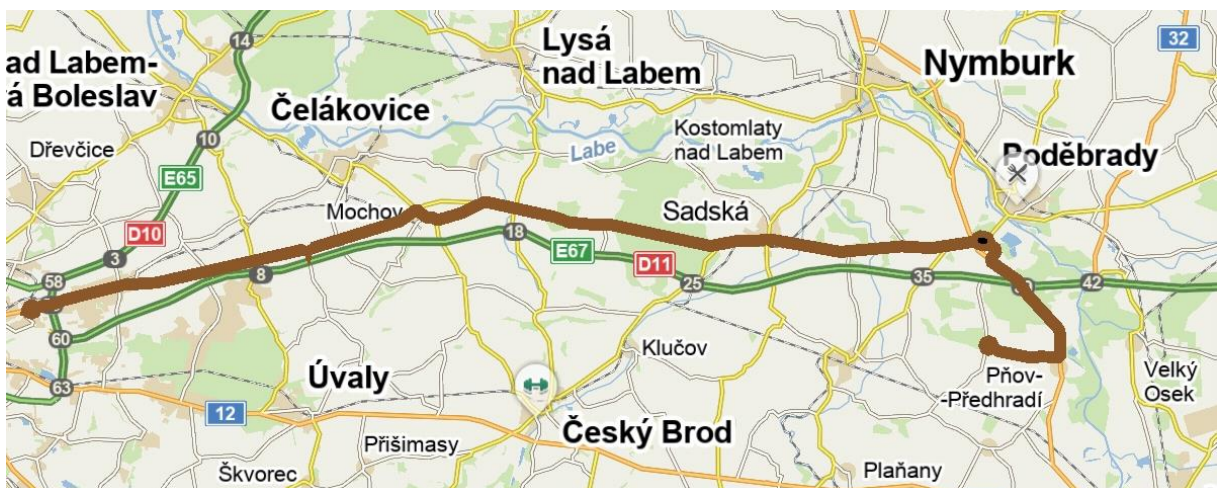 14
Lysá
nad Labem
Nymburk
32
ad Labem-
á Boleslav
Čelákovice
10
Dřevčice
Labe
Kostomlaty
nad Labem
Poděbrady
E65
Mochov
Sadská
D10
3
18
E67
D11
8
58
25
35
42
60
Klučov
63
Úvaly
Pňov-
-Předhradí
Velký
Osek
12
Český Brod
Přišimasy
Škvorec
Plaňany